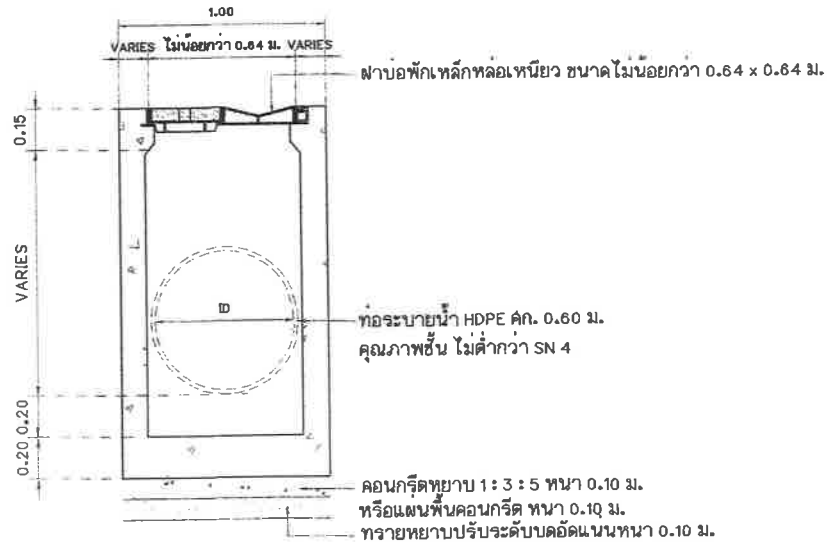 1.00
VARIES ไม่น้อยกว่า 0.64 ม. VARIES
ฝาบ่อพักเหล็กหล่อเหนียว ขนาดไม่น้อยกว่า 0.64 x 0.64 ม.
0.15
VARIES
ID
ท่อระบายน้ำ HDPE ศก. 0.60 ม.
คุณภาพชั้น ไม่ต่ำกว่า SN 4
0.20
0.20
คอนกรีตหยาบ 1 : 3 : 5 หนา 0.10 ม.
หรือแผ่นพื้นคอนกรีต หนา 0.10 ม.
ทรายหยาบปรับระดับบดอัดแน่นหนา 0.10 ม.